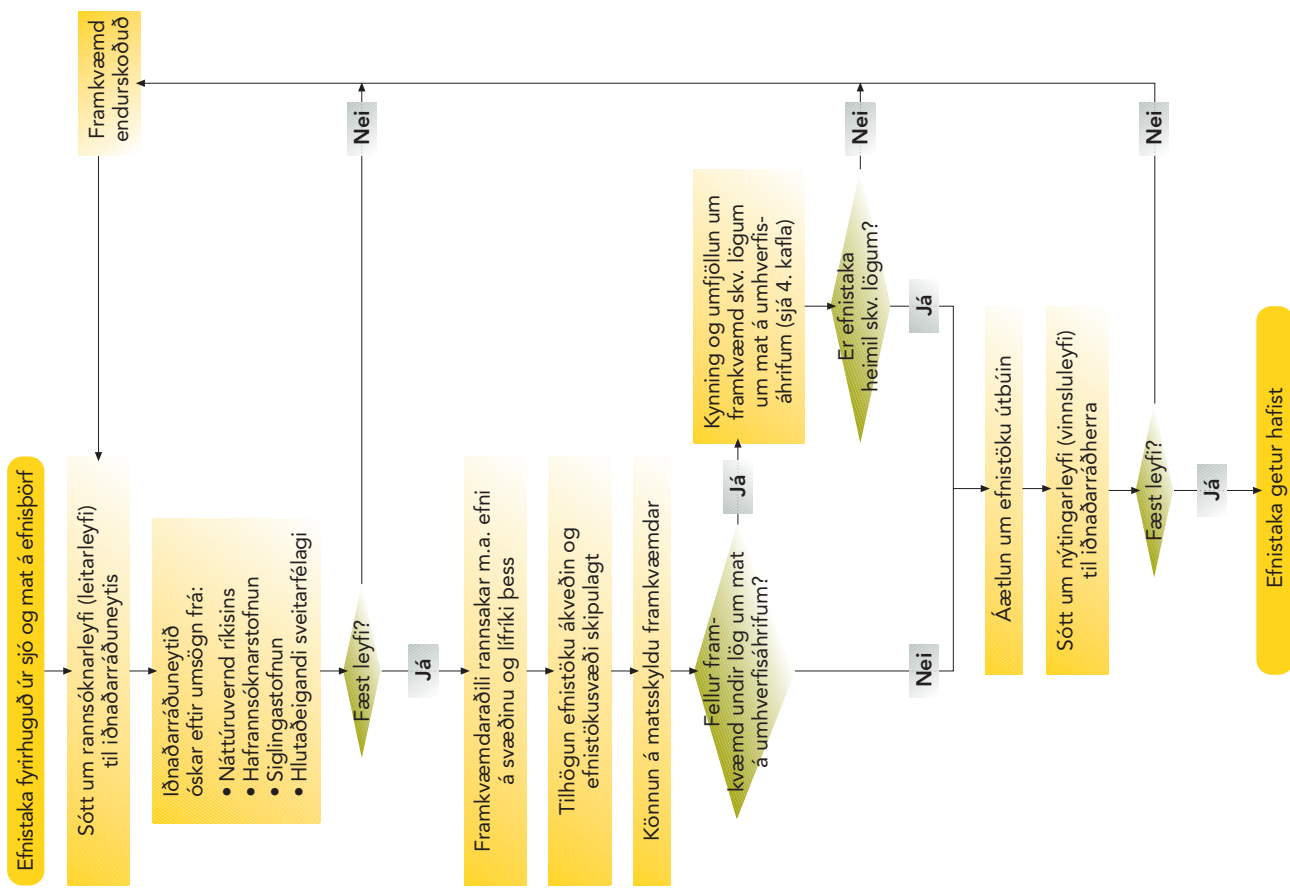 Efnistaka fyrirhuguð úr sjó og mat á efnisþörf
Framkvæmd
endurskoðuð
Sótt um rannsóknarleyfi (leitarleyfi)
til iðnaðarráðuneytis
Iðnaðarráðuneytið
óskar eftir umsögn frá:
• Náttúruvernd ríkisins
• Hafrannsóknarstofnun
• Siglingastofnun
• Hlutaðeigandi sveitarfélagi
Fæst leyfi?
Nei
Já
Framkvæmdaraðili rannsakar m.a. efni
á svæðinu og lífríki þess
Tilhögun efnistöku ákveðin og
efnistökusvæði skipulagt
Könnun á matsskyldu framkvæmdar
Fellur fram-
kvæmd undir lög um mat
á umhverfisáhrifum?
Já
Nei
Kynning og umfjöllun um
framkvæmd skv. lögum
um mat á umhverfis-
áhrifum (sjá 4. kafla)
Er efnistaka
heimil skv. lögum?
Nei
Já
Áætlun um efnistöku útbúin
Sótt um nýtingarleyfi (vinnsluleyfi)
til iðnaðarráðherra
Fæst leyfi?
Nei
Já
Efnistaka getur hafist